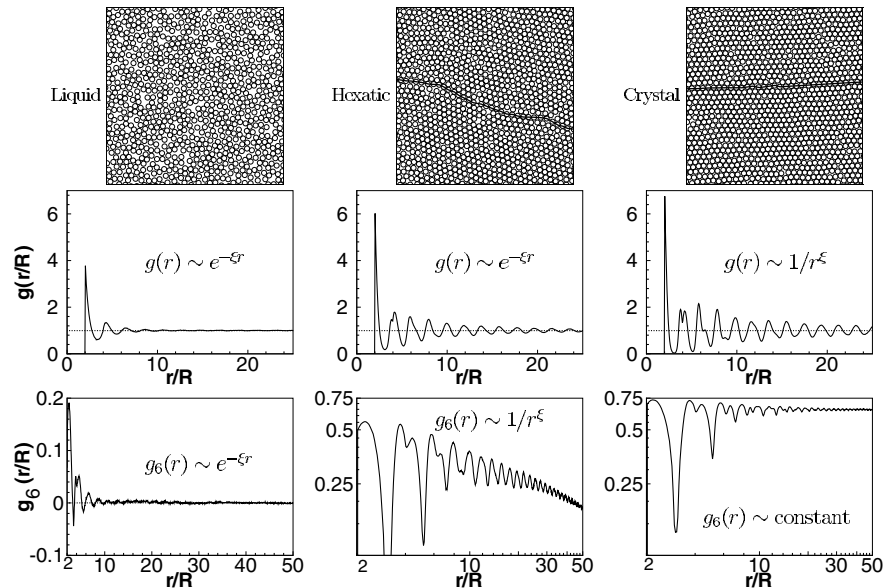 Liquid
Hexatic
Crystal
6
4
2
0
g(r/R)
g(r) ∼ e^{−ξr}
0 10 20
r/R
6
4
2
0
g(r) ∼ e^{−ξr}
0 10 20
r/R
6
4
2
0
g(r) ∼ 1/r^ξ
0 10 20
r/R
0.2
0.1
0
-0.1
g₆(r/R)
g₆(r) ∼ e^{−ξr}
2 10 20 30 40 50
r/R
0.75
0.5
0.25
g₆(r) ∼ 1/r^ξ
2 10 30 50
r/R
0.75
0.5
0.25
g₆(r) ∼ constant
2 10 30 50
r/R